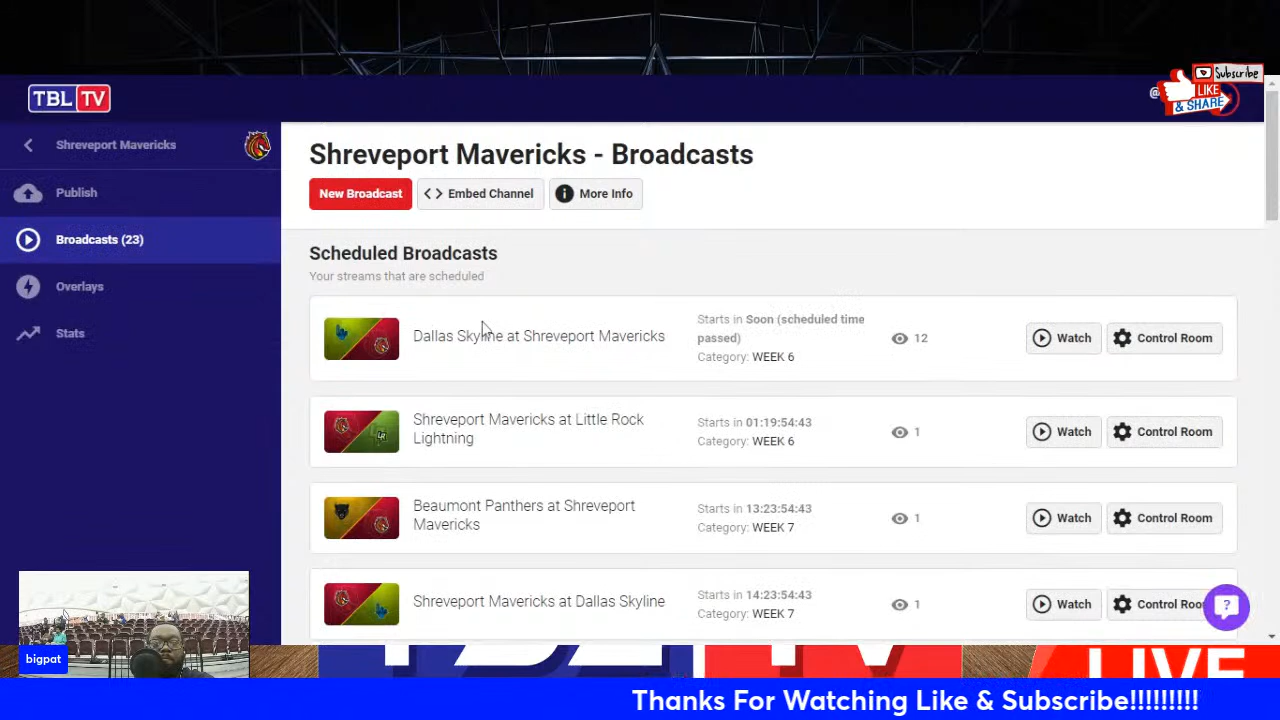 Subscribe
LIKE
& SHARE
TBL TV
@
Shreveport Mavericks
Publish
Broadcasts (23)
Overlays
Stats
Shreveport Mavericks - Broadcasts
New Broadcast
Embed Channel
More Info
Scheduled Broadcasts
Your streams that are scheduled
Dallas Skyline at Shreveport Mavericks
Starts in Soon (scheduled time
passed)
Category: WEEK 6
12
Watch
Control Room
Shreveport Mavericks at Little Rock
Lightning
Starts in 01:19:54:43
Category: WEEK 6
1
Watch
Control Room
Beaumont Panthers at Shreveport
Mavericks
Starts in 13:23:54:43
Category: WEEK 7
1
Watch
Control Room
Shreveport Mavericks at Dallas Skyline
Starts in 14:23:54:43
Category: WEEK 7
1
Watch
Control
bigpat
TBL TV
LIVE
Thanks For Watching Like & Subscribe!!!!!!!!!